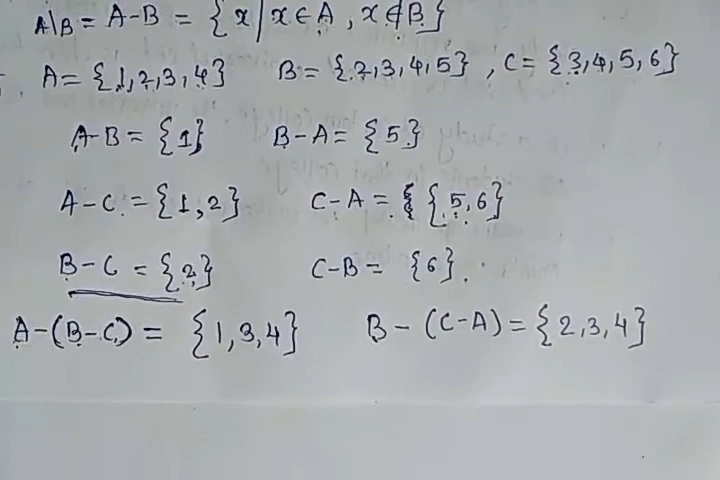 A\B = A-B = {x | x ∈ A, x ∉ B}
A = {1,2,3,4} B = {2,3,4,5}, C = {3,4,5,6}
A-B = {1} B-A = {5}
A-C = {1,2} C-A = {5,6}
B-C = {2} C-B = {6}.
A-(B-C) = {1,3,4} B-(C-A) = {2,3,4}